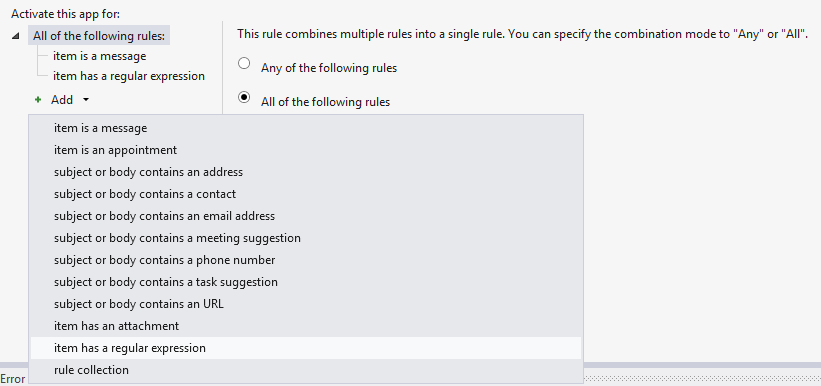 Activate this app for:
All of the following rules:
item is a message
item has a regular expression
Add
This rule combines multiple rules into a single rule. You can specify the combination mode to "Any" or "All".
Any of the following rules
All of the following rules
item is a message
item is an appointment
subject or body contains an address
subject or body contains a contact
subject or body contains an email address
subject or body contains a meeting suggestion
subject or body contains a phone number
subject or body contains a task suggestion
subject or body contains an URL
item has an attachment
item has a regular expression
rule collection
Error